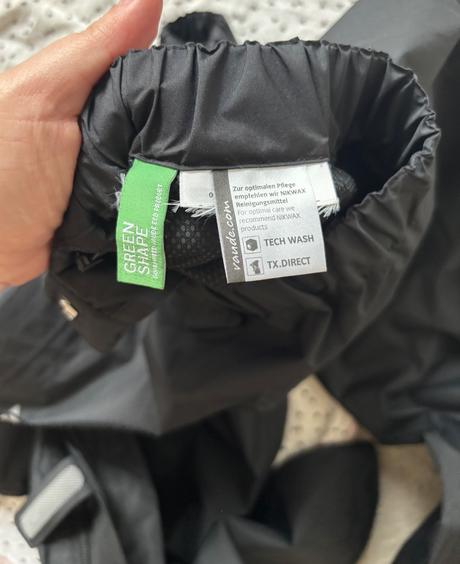 GREEN
SHAPE
0
vaude.com
Zur optimalen Pflege
empfehlen wir NIKWAX
Reinigungsmittel
For optimal care we
recommend NIKWAX
products
TECH WASH
TX.DIRECT